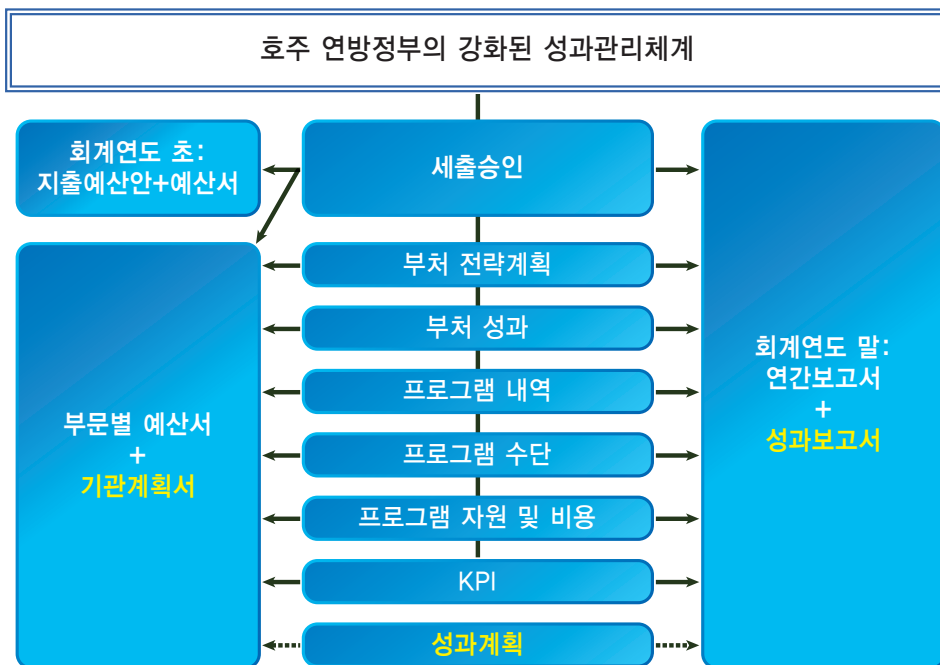 호주 연방정부의 강화된 성과관리체계
회계연도 초:
지출예산안+예산서
세출승인
부처 전략계획
부처 성과
프로그램 내역
프로그램 수단
프로그램 자원 및 비용
KPI
성과계획
부문별 예산서
+
기관계획서
회계연도 말:
연간보고서
+
성과보고서